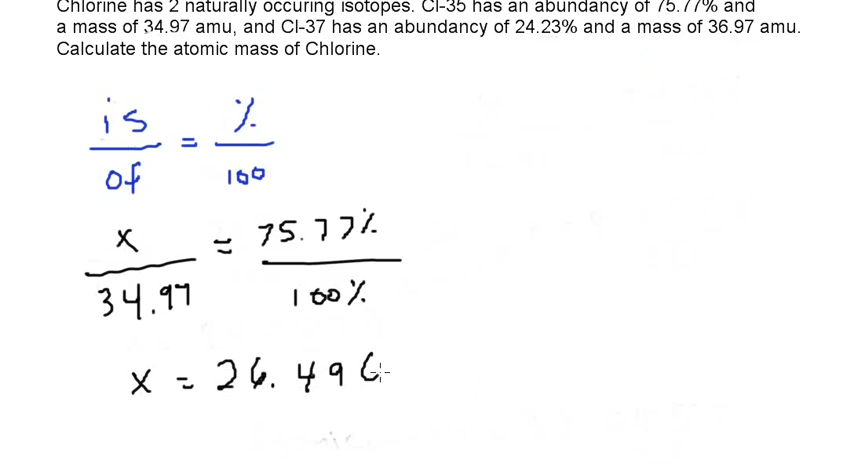 Chlorine has 2 naturally occuring isotopes. Cl-35 has an abundancy of 75.77% and
a mass of 34.97 amu, and Cl-37 has an abundancy of 24.23% and a mass of 36.97 amu.
Calculate the atomic mass of Chlorine.
is/of = %/100
x/34.97 = 75.77%/100%
x = 26.496